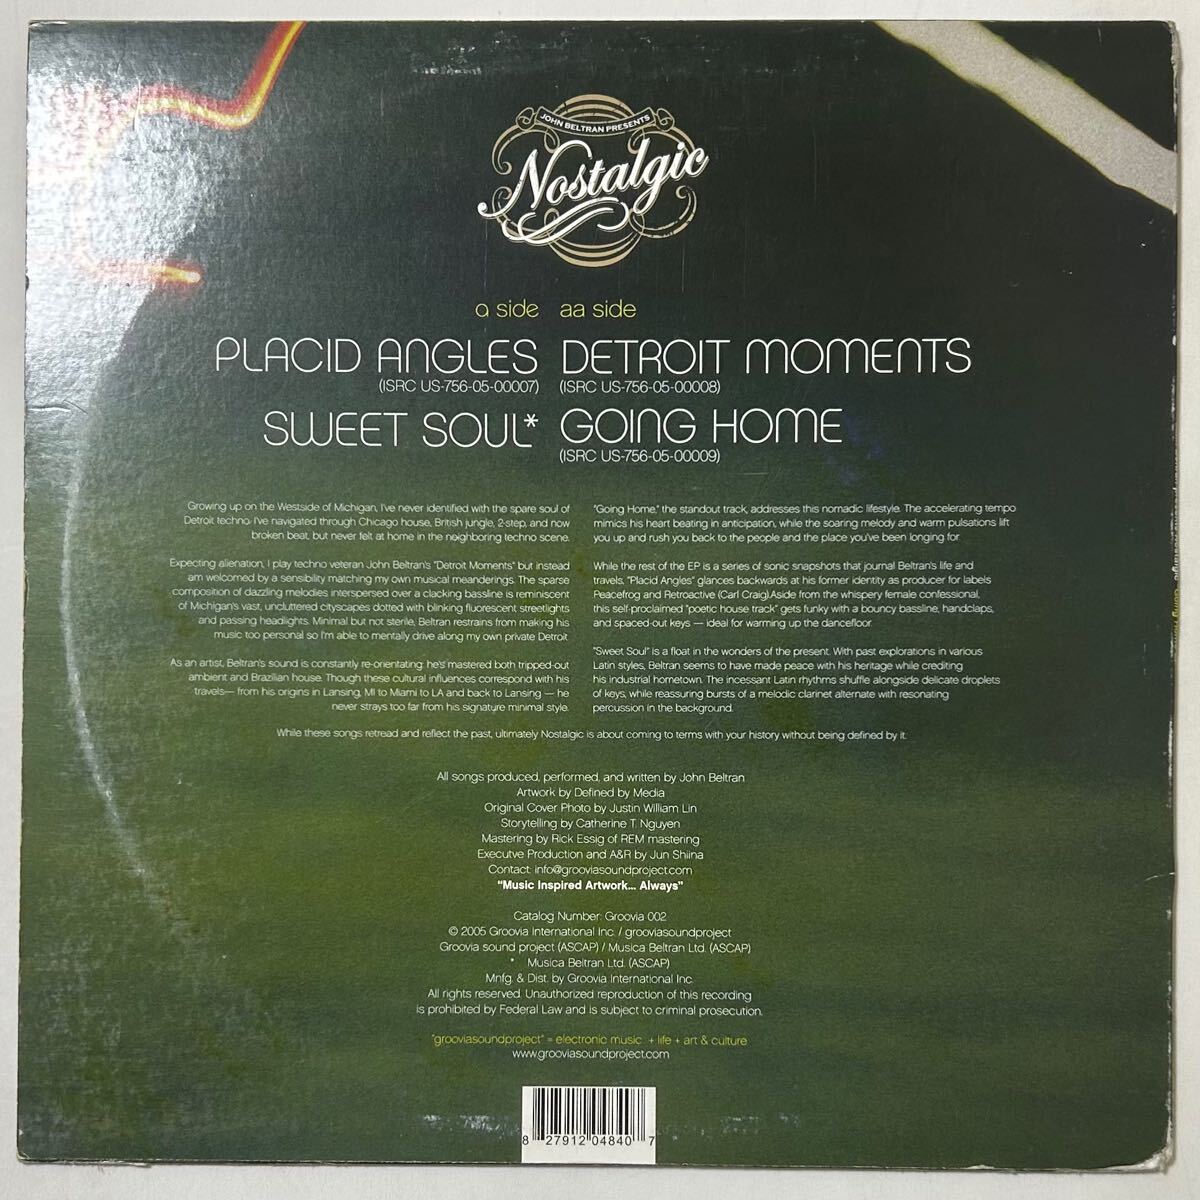 JOHN BELTRAN PRESENTS
Nostalgic
a side
PLACID ANGLES
(ISRC US-756-05-00007)
SWEET SOUL*
aa side
DETROIT MOMENTS
(ISRC US-756-05-00008)
GOING HOME
(ISRC US-756-05-00009)
Growing up on the Westside of Michigan, I've never identified with the spare soul of
Detroit techno. I've navigated through Chicago house, British jungle, 2-step, and now
broken beat, but never felt at home in the neighboring techno scene.
Expecting alienation, I play techno veteran John Beltran's "Detroit Moments" but instead
am welcomed by a sensibility matching my own musical meanderings. The sparse
composition of dazzling melodies interspersed over a clacking bassline is reminiscent
of Michigan's vast, uncluttered cityscapes dotted with blinking fluorescent streetlights
and passing headlights. Minimal but not sterile, Beltran restrains from making his
music too personal so I'm able to mentally drive along my own private Detroit.
As an artist, Beltran's sound is constantly re-orientating: he's mastered both tripped-out
ambient and Brazilian house. Though these cultural influences correspond with his
travels— from his origins in Lansing, MI to Miami to LA and back to Lansing — he
never strays too far from his signature minimal style.
"Going Home," the standout track, addresses this nomadic lifestyle. The accelerating tempo
mimics his heart beating in anticipation, while the soaring melody and warm pulsations lift
you up and rush you back to the people and the place you've been longing for.
While the rest of the EP is a series of sonic snapshots that journal Beltran's life and
travels, "Placid Angles" glances backwards at his former identity as producer for labels
Peacefrog and Retroactive (Carl Craig).Aside from the whispery female confessional,
this self-proclaimed "poetic house track" gets funky with a bouncy bassline, handclaps,
and spaced-out keys — ideal for warming up the dancefloor.
"Sweet Soul" is a float in the wonders of the present. With past explorations in various
Latin styles, Beltran seems to have made peace with his heritage while crediting
his industrial hometown. The incessant Latin rhythms shuffle alongside delicate droplets
of keys, while reassuring bursts of a melodic clarinet alternate with resonating
percussion in the background.
While these songs retread and reflect the past, ultimately Nostalgic is about coming to terms with your history without being defined by it.
All songs produced, performed, and written by John Beltran
Artwork by Defined by Media
Original Cover Photo by Justin William Lin
Storytelling by Catherine T. Nguyen
Mastering by Rick Essig of REM mastering
Executve Production and A&R by Jun Shiina
Contact: info@grooviasoundproject.com
"Music Inspired Artwork... Always"
Catalog Number: Groovia 002
© 2005 Groovia International Inc. / grooviasoundproject
Groovia sound project (ASCAP) / Musica Beltran Ltd. (ASCAP)
* Musica Beltran Ltd. (ASCAP)
Mnfg. & Dist. by Groovia International Inc.
All rights reserved. Unauthorized reproduction of this recording
is prohibited by Federal Law and is subject to criminal prosecution.
"grooviasoundproject" = electronic music + life + art & culture
www.grooviasoundproject.com
8 27912 04840 7